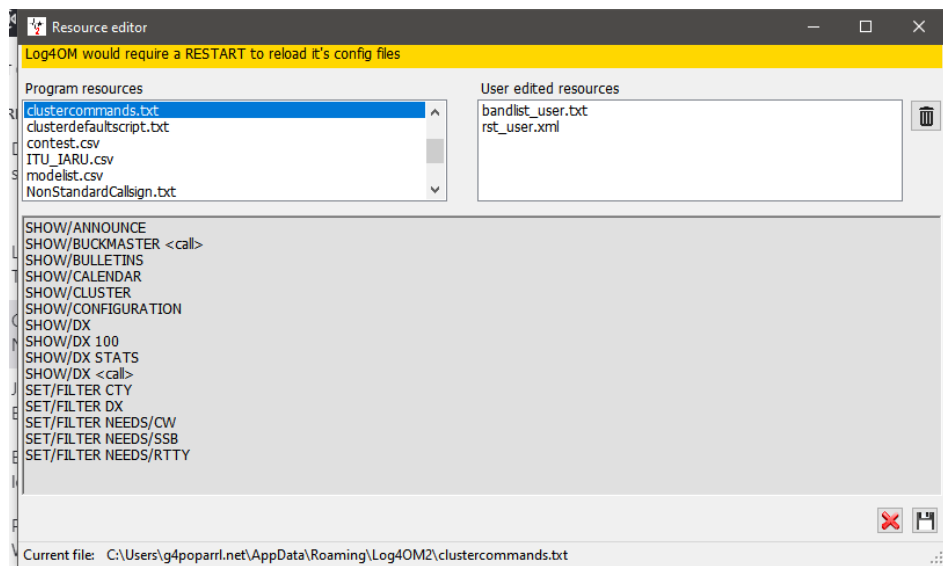 Resource editor
Log4OM would require a RESTART to reload it's config files
Program resources
User edited resources
clustercommands.txt
clusterdefaultscript.txt
contest.csv
ITU_IARU.csv
modelist.csv
NonStandardCallsign.txt
bandlist_user.txt
rst_user.xml
SHOW/ANNOUNCE
SHOW/BUCKMASTER <call>
SHOW/BULLETINS
SHOW/CALENDAR
SHOW/CLUSTER
SHOW/CONFIGURATION
SHOW/DX
SHOW/DX 100
SHOW/DX STATS
SHOW/DX <call>
SET/FILTER CTY
SET/FILTER DX
SET/FILTER NEEDS/CW
SET/FILTER NEEDS/SSB
SET/FILTER NEEDS/RTTY
Current file: C:\Users\g4poparrl.net\AppData\Roaming\Log4OM2\clustercommands.txt